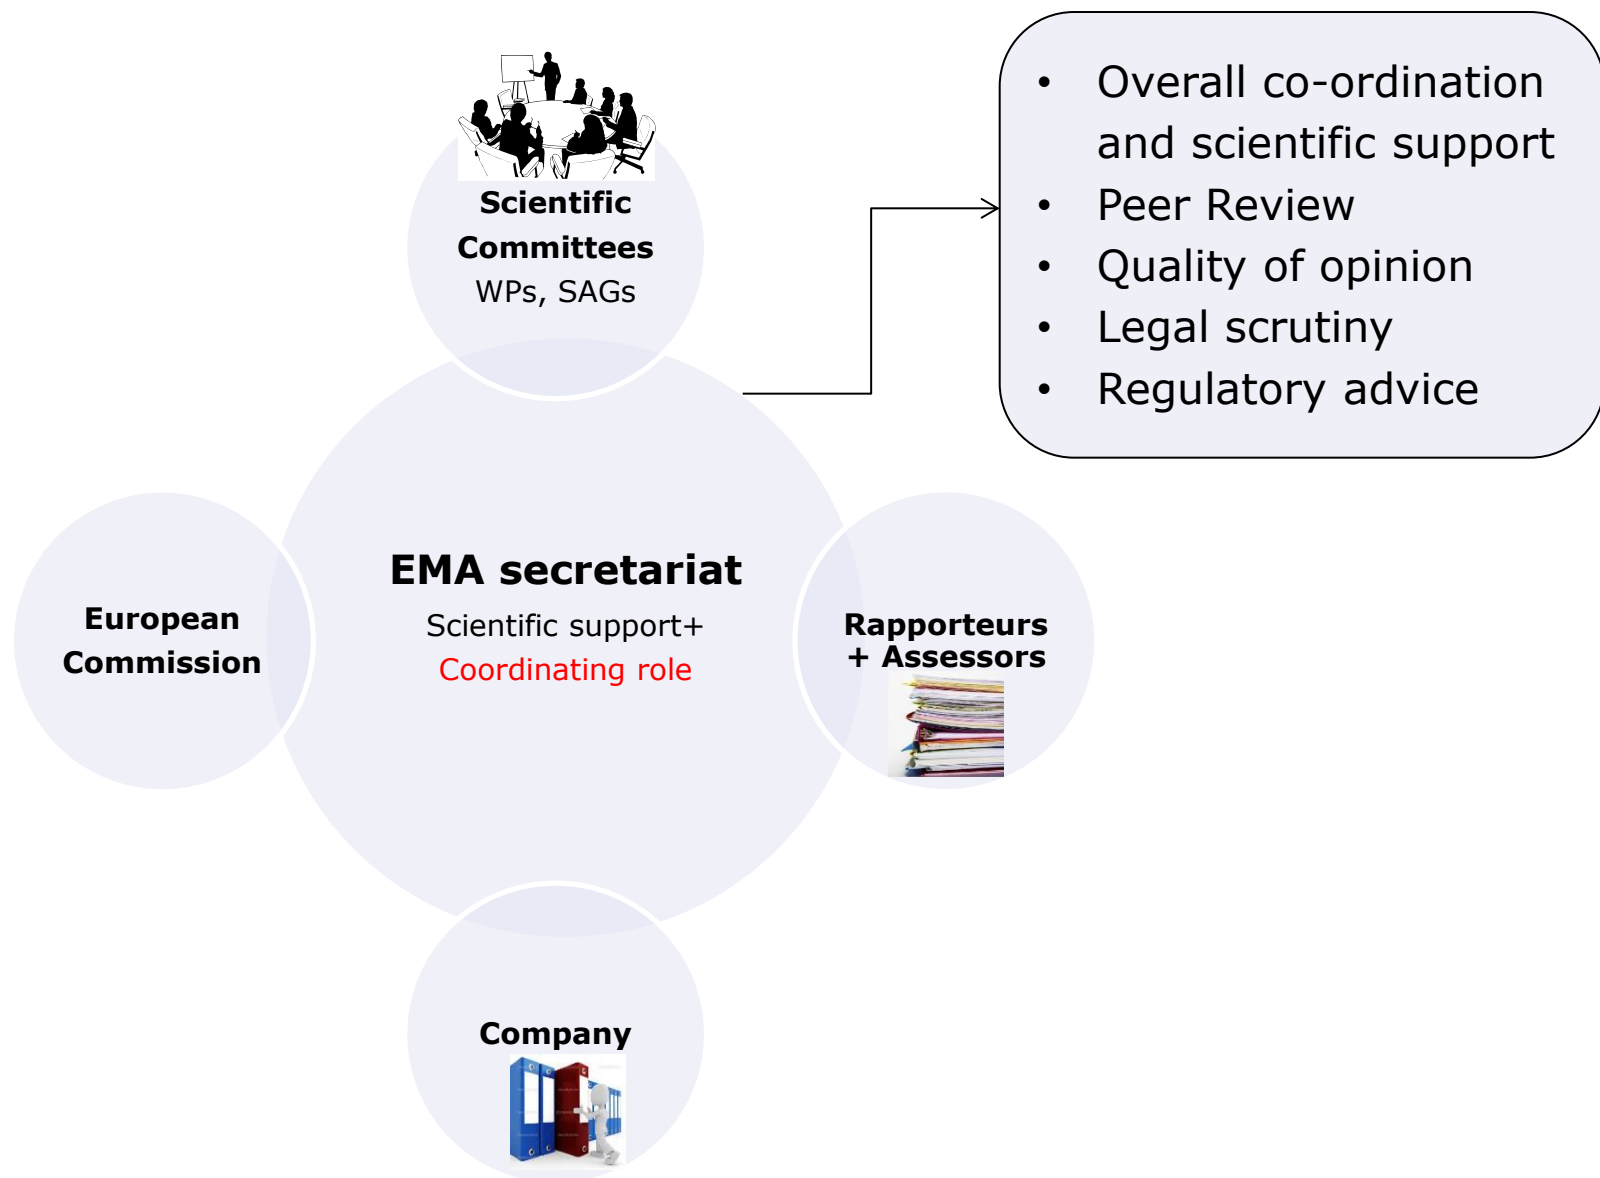 Scientific
Committees
WPs, SAGs
• Overall co-ordination
and scientific support
• Peer Review
• Quality of opinion
• Legal scrutiny
• Regulatory advice
European
Commission
EMA secretariat
Scientific support+
Coordinating role
Rapporteurs
+ Assessors
Company